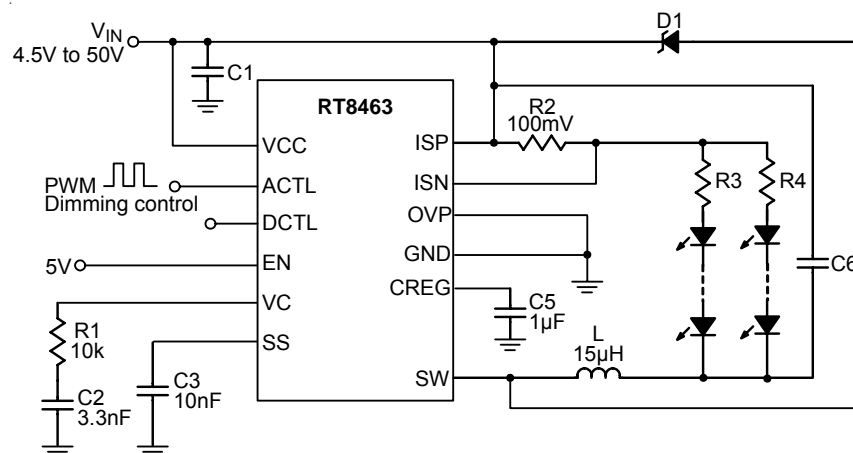 D1
VIN
4.5V to 50V
C1
RT8463
R2
100mV
VCC
ISP
ISN
R3
R4
PWM
Dimming control
ACTL
DCTL
OVP
5V
EN
GND
C6
VC
CREG
C5
1µF
R1
10k
SS
L
15µH
C3
10nF
SW
C2
3.3nF